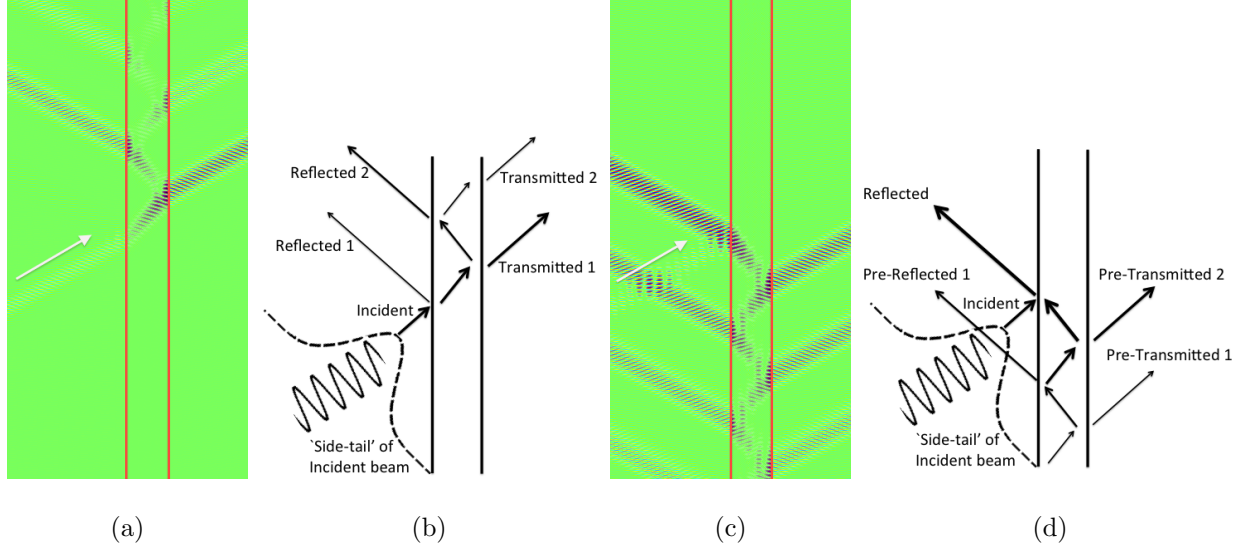 Reflected 2
Transmitted 2
Reflected 1
Transmitted 1
Incident
`Side-tail' of
Incident beam
Reflected
Pre-Reflected 1
Pre-Transmitted 2
Incident
Pre-Transmitted 1
`Side-tail' of
Incident beam
(a)
(b)
(c)
(d)